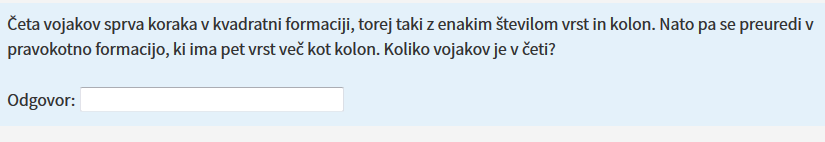 Četa vojakov sprva koraka v kvadratni formaciji, torej taki z enakim številom vrst in kolon. Nato pa se preuredi v
pravokotno formacijo, ki ima pet vrst več kot kolon. Koliko vojakov je v četi?
Odgovor: